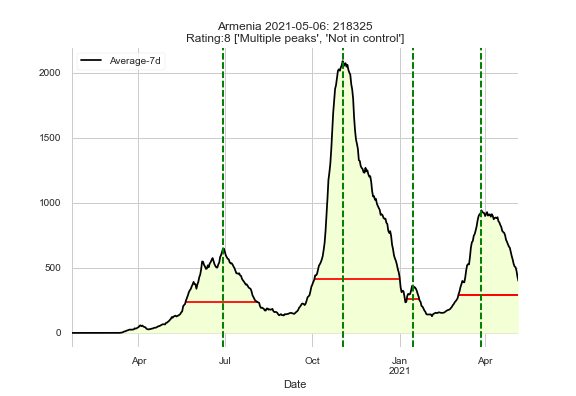 Armenia 2021-05-06: 218325
Rating:8 ['Multiple peaks', 'Not in control']
Average-7d
2000
1500
1000
500
0
Apr Jul Oct Jan Apr
2021
Date